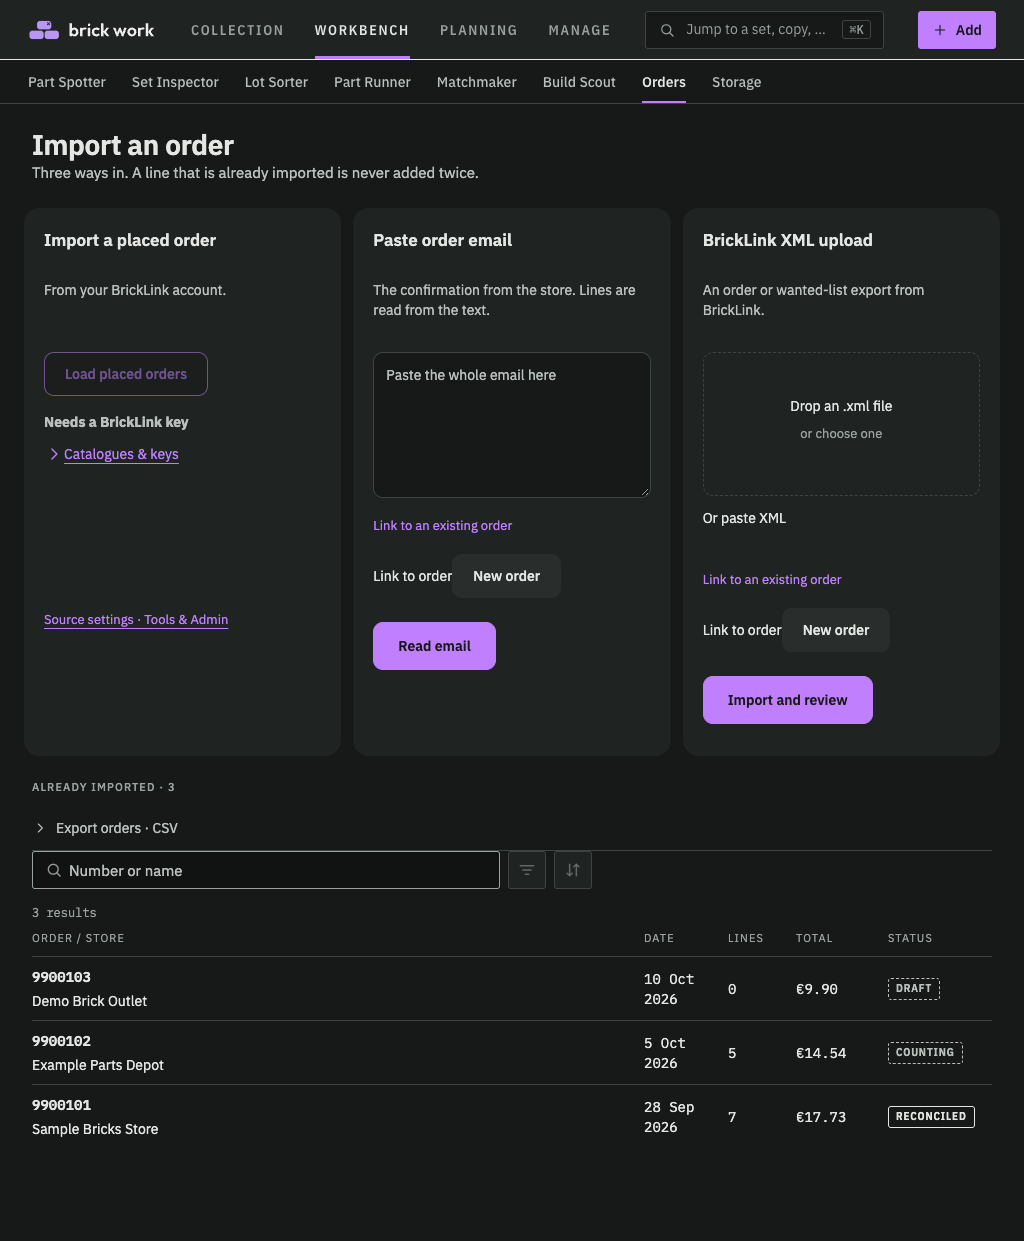 brick work
COLLECTION
WORKBENCH
PLANNING
MANAGE
Jump to a set, copy, ...
⌘K
+ Add
Part Spotter
Set Inspector
Lot Sorter
Part Runner
Matchmaker
Build Scout
Orders
Storage
Import an order
Three ways in. A line that is already imported is never added twice.
Import a placed order
From your BrickLink account.
Load placed orders
Needs a BrickLink key
Catalogues & keys
Source settings · Tools & Admin
Paste order email
The confirmation from the store. Lines are
read from the text.
Paste the whole email here
Link to an existing order
Link to order
New order
Read email
BrickLink XML upload
An order or wanted-list export from
BrickLink.
Drop an .xml file
or choose one
Or paste XML
Link to an existing order
Link to order
New order
Import and review
ALREADY IMPORTED · 3
Export orders · CSV
Number or name
3 results
ORDER / STORE
DATE
LINES
TOTAL
STATUS
9900103
Demo Brick Outlet
10 Oct
2026
0
€9.90
DRAFT
9900102
Example Parts Depot
5 Oct
2026
5
€14.54
COUNTING
9900101
Sample Bricks Store
28 Sep
2026
7
€17.73
RECONCILED